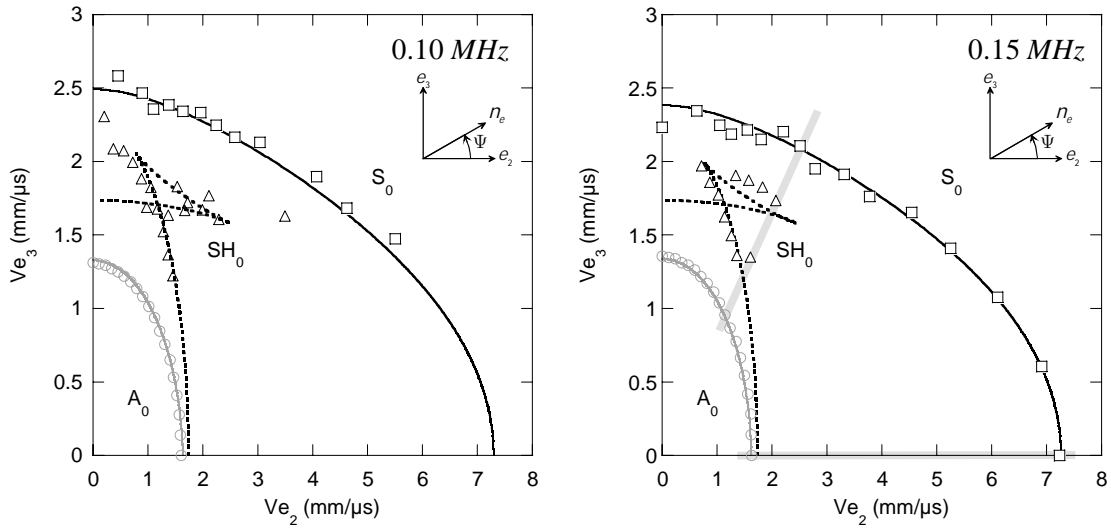 3
2.5
2
1.5
1
0.5
0
Ve₃ (mm/µs)
0.10 MHz
e₃
nₑ
Ψ
e₂
S₀
SH₀
A₀
0 1 2 3 4 5 6 7 8
Ve₂ (mm/µs)
3
2.5
2
1.5
1
0.5
0
Ve₃ (mm/µs)
0.15 MHz
e₃
nₑ
Ψ
e₂
S₀
SH₀
A₀
0 1 2 3 4 5 6 7 8
Ve₂ (mm/µs)